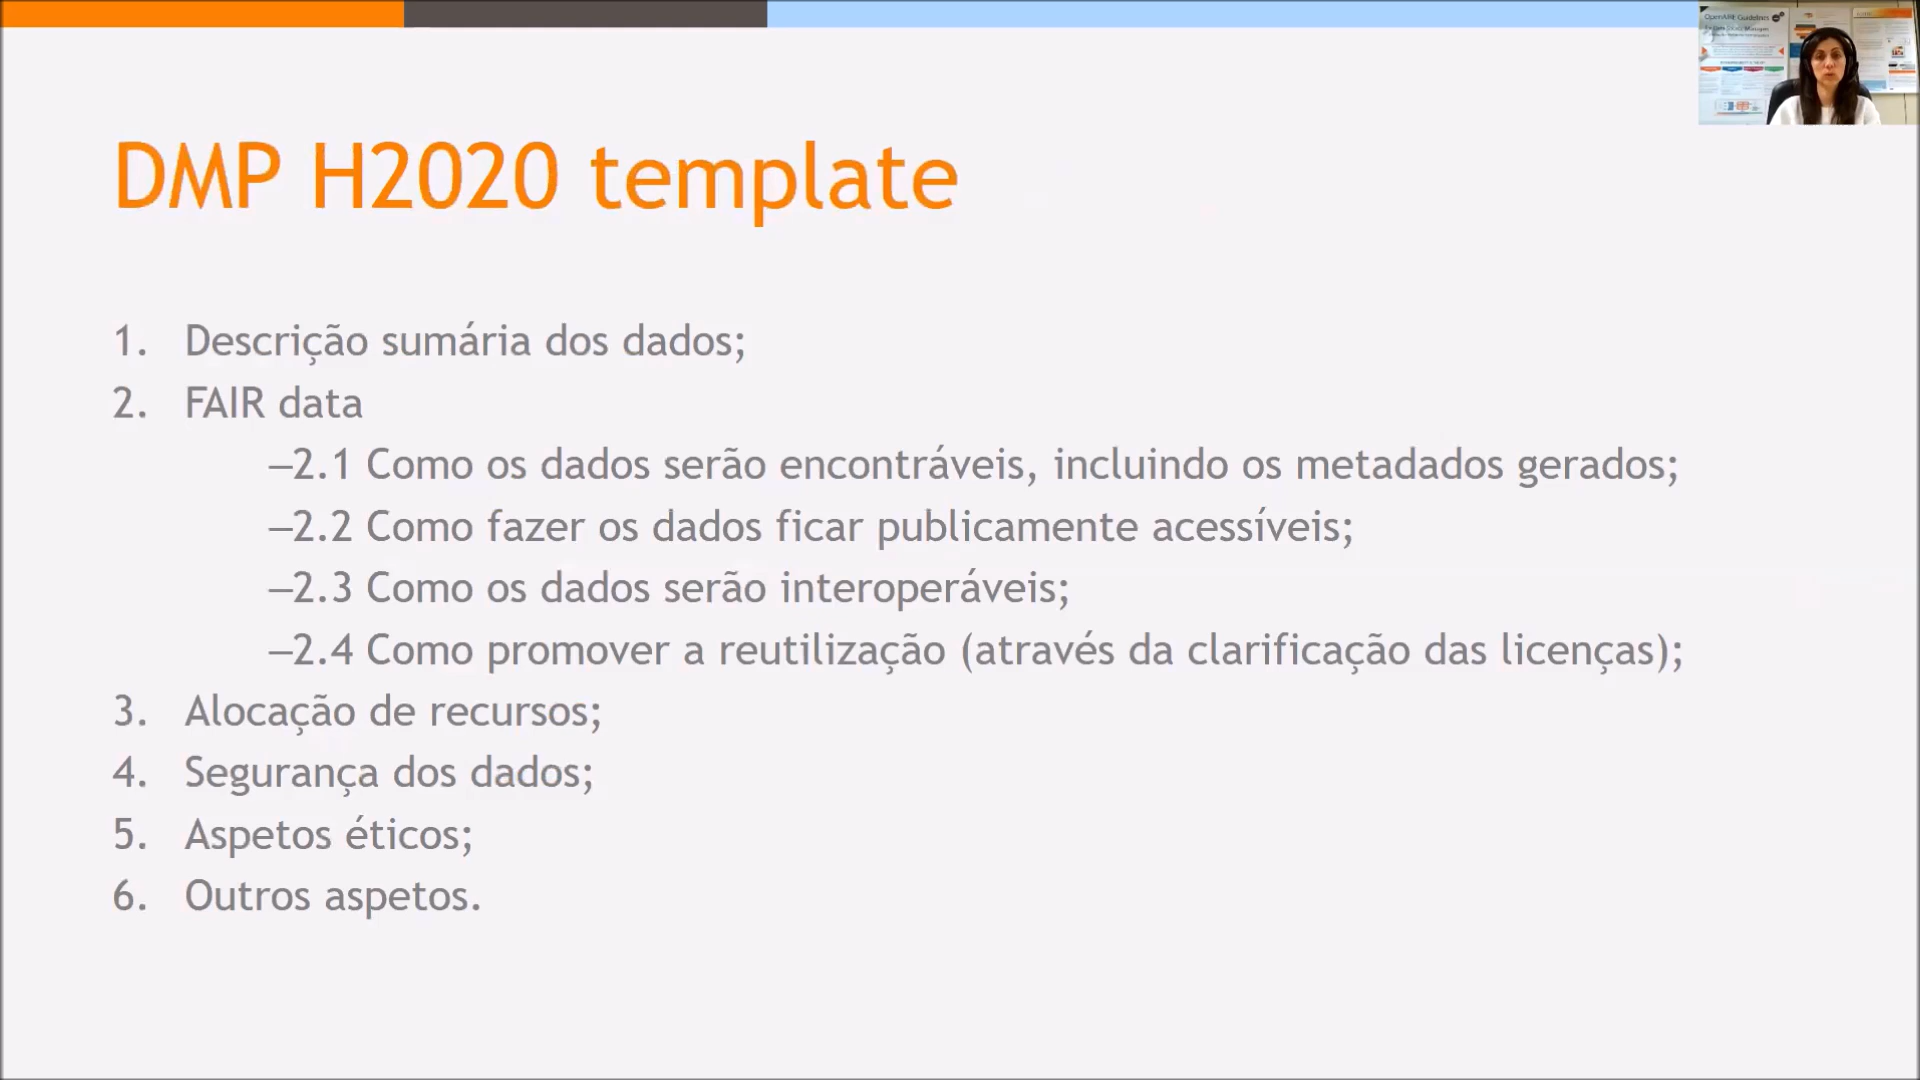 OpenAIRE Guidelines
DMP H2020 template
1. Descrição sumária dos dados;
2. FAIR data
–2.1 Como os dados serão encontráveis, incluindo os metadados gerados;
–2.2 Como fazer os dados ficar publicamente acessíveis;
–2.3 Como os dados serão interoperáveis;
–2.4 Como promover a reutilização (através da clarificação das licenças);
3. Alocação de recursos;
4. Segurança dos dados;
5. Aspetos éticos;
6. Outros aspetos.